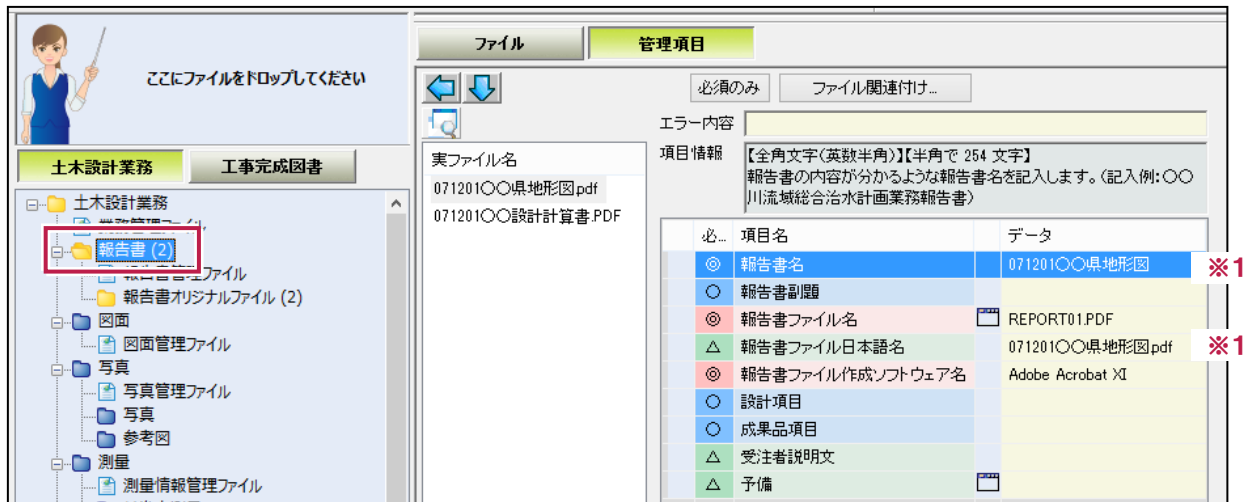 ここにファイルをドロップしてください
土木設計業務
工事完成図書
土木設計業務
報告書 (2)
報告書オリジナルファイル (2)
図面
図面管理ファイル
写真
写真管理ファイル
写真
参考図
測量
測量情報管理ファイル
ファイル
管理項目
必須のみ
ファイル関連付け...
エラー内容
項目情報
【全角文字(英数半角)】【半角で 254 文字】
報告書の内容が分かるような報告書名を記入します。(記入例:〇〇
川流域総合治水計画業務報告書)
実ファイル名
071201〇〇県地形図.pdf
071201〇〇設計計算書.PDF
必... 項目名 データ
◎ 報告書名 071201〇〇県地形図 ※1
○ 報告書副題
◎ 報告書ファイル名 REPORT01.PDF
△ 報告書ファイル日本語名 071201〇〇県地形図.pdf ※1
◎ 報告書ファイル作成ソフトウェア名 Adobe Acrobat XI
○ 設計項目
○ 成果品項目
△ 受注者説明文
△ 予備